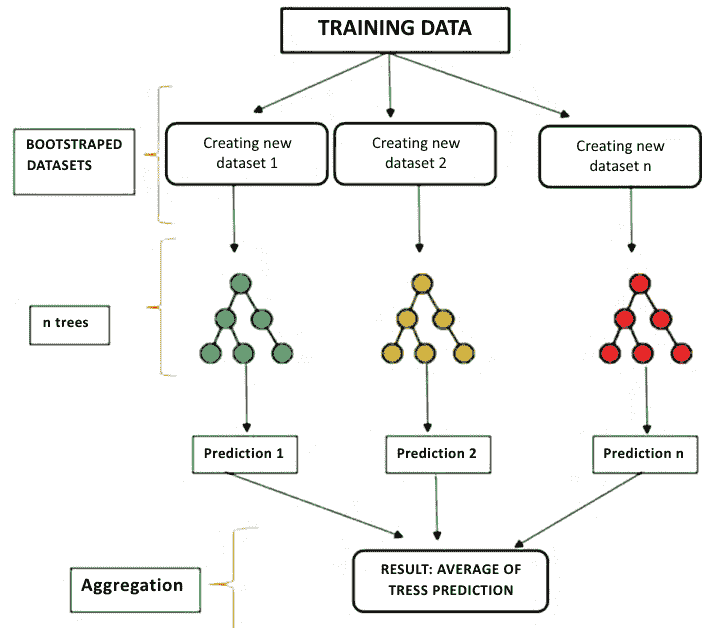 TRAINING DATA
BOOTSTRAPED
DATASETS
Creating new
dataset 1
Creating new
dataset 2
Creating new
dataset n
n trees
Prediction 1
Prediction 2
Prediction n
Aggregation
RESULT: AVERAGE OF
TRESS PREDICTION